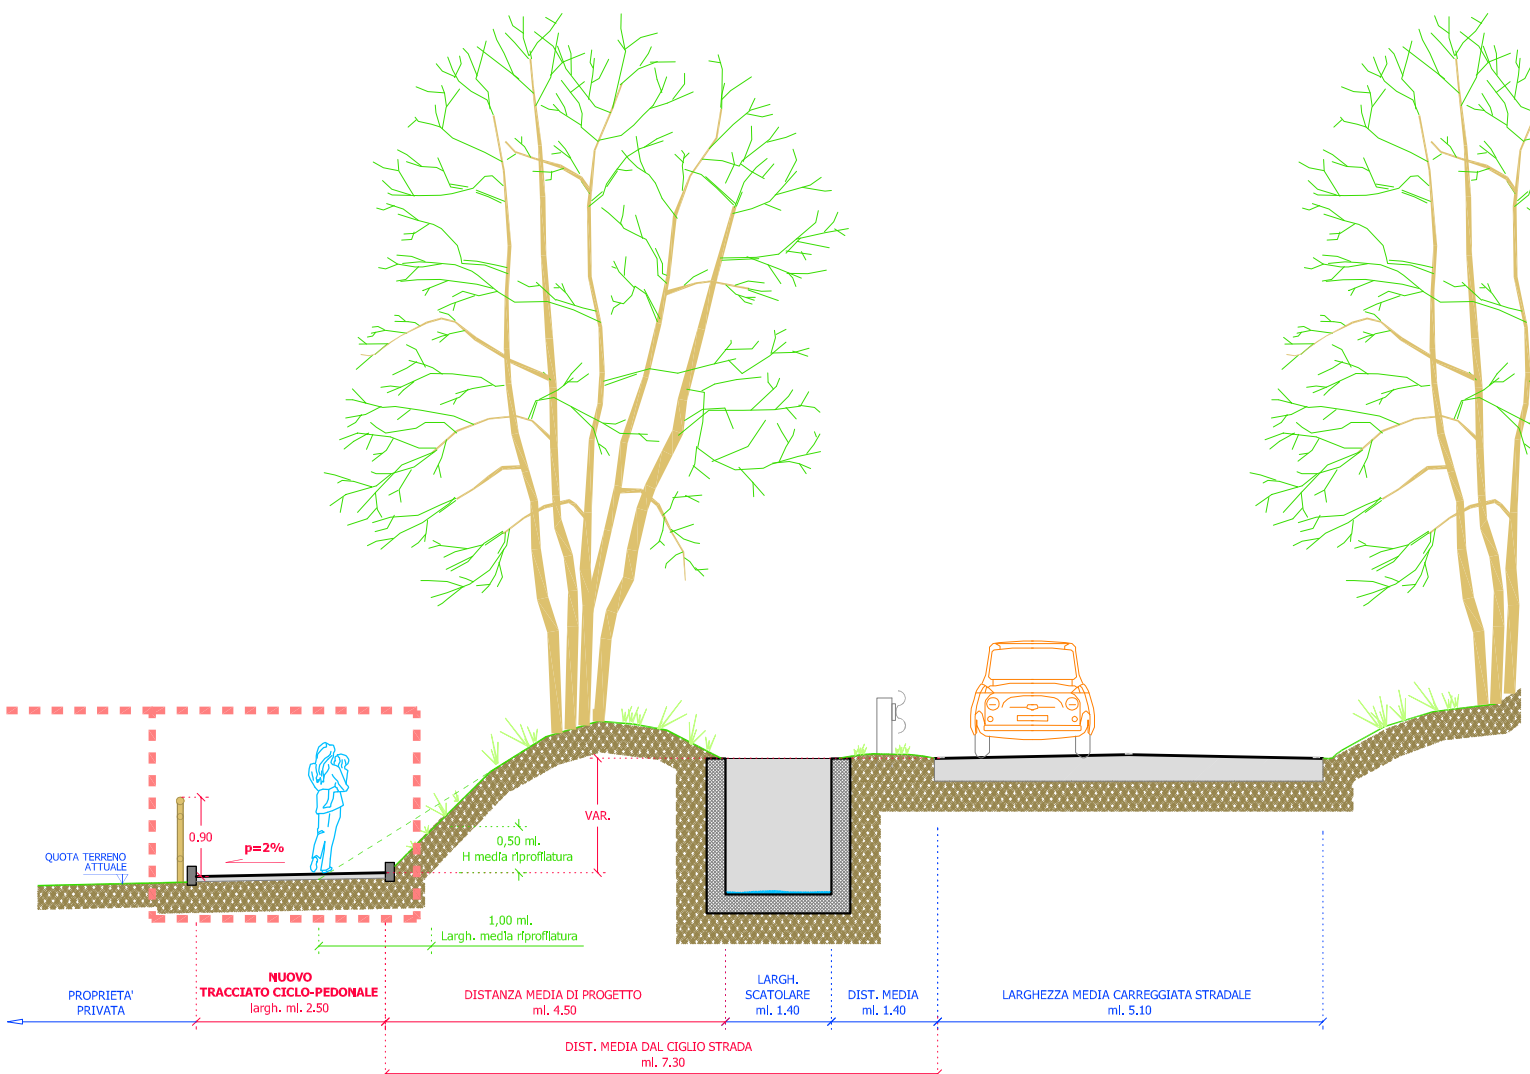 0.90
p=2%
QUOTA TERRENO
ATTUALE
VAR.
0,50 ml.
H media riprofilatura
1,00 ml.
Largh. media riprofilatura
PROPRIETA'
PRIVATA
NUOVO
TRACCIATO CICLO-PEDONALE
largh. ml. 2.50
DISTANZA MEDIA DI PROGETTO
ml. 4.50
LARGH.
SCATOLARE
ml. 1.40
DIST. MEDIA
ml. 1.40
LARGHEZZA MEDIA CARREGGIATA STRADALE
ml. 5.10
DIST. MEDIA DAL CIGLIO STRADA
ml. 7.30